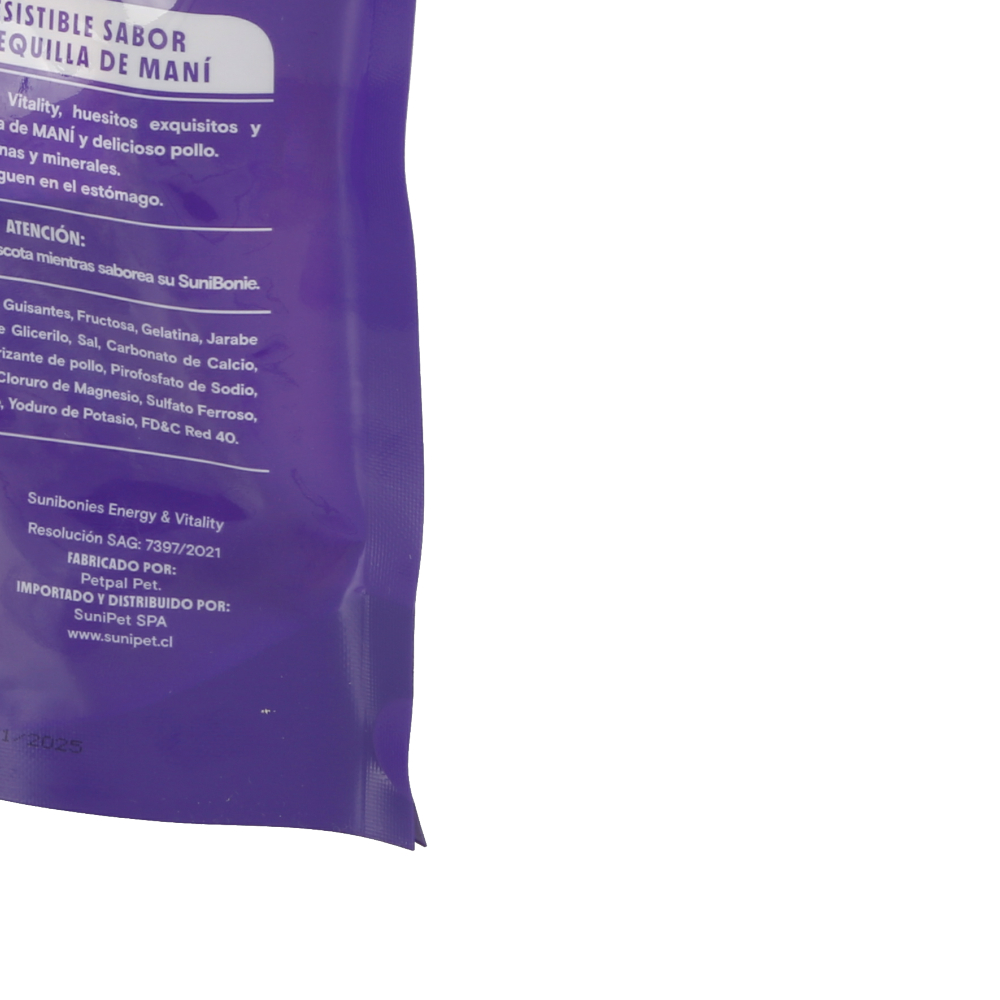 SISTIBLE SABOR
EQUILLA DE MANÍ
Vitality, huesitos exquisitos y
a de MANÍ y delicioso pollo.
nas y minerales.
guen en el estómago.
ATENCIÓN:
scota mientras saborea su SuniBonie.
Guisantes, Fructosa, Gelatina, Jarabe
e Glicerilo, Sal, Carbonato de Calcio,
rizante de pollo, Pirofosfato de Sodio,
Cloruro de Magnesio, Sulfato Ferroso,
, Yoduro de Potasio, FD&C Red 40.
Sunibonies Energy & Vitality
Resolución SAG: 7397/2021
FABRICADO POR:
Petpal Pet.
IMPORTADO Y DISTRIBUIDO POR:
SuniPet SPA
www.sunipet.cl
1/2025